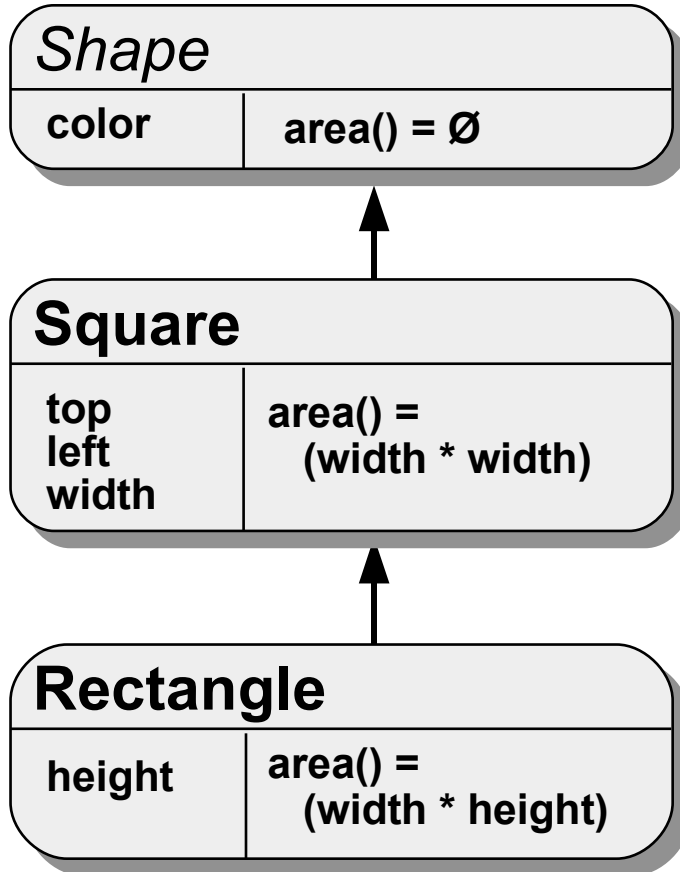 Shape
color
area() = Ø
Square
top
left
width
area() =
(width * width)
Rectangle
height
area() =
(width * height)